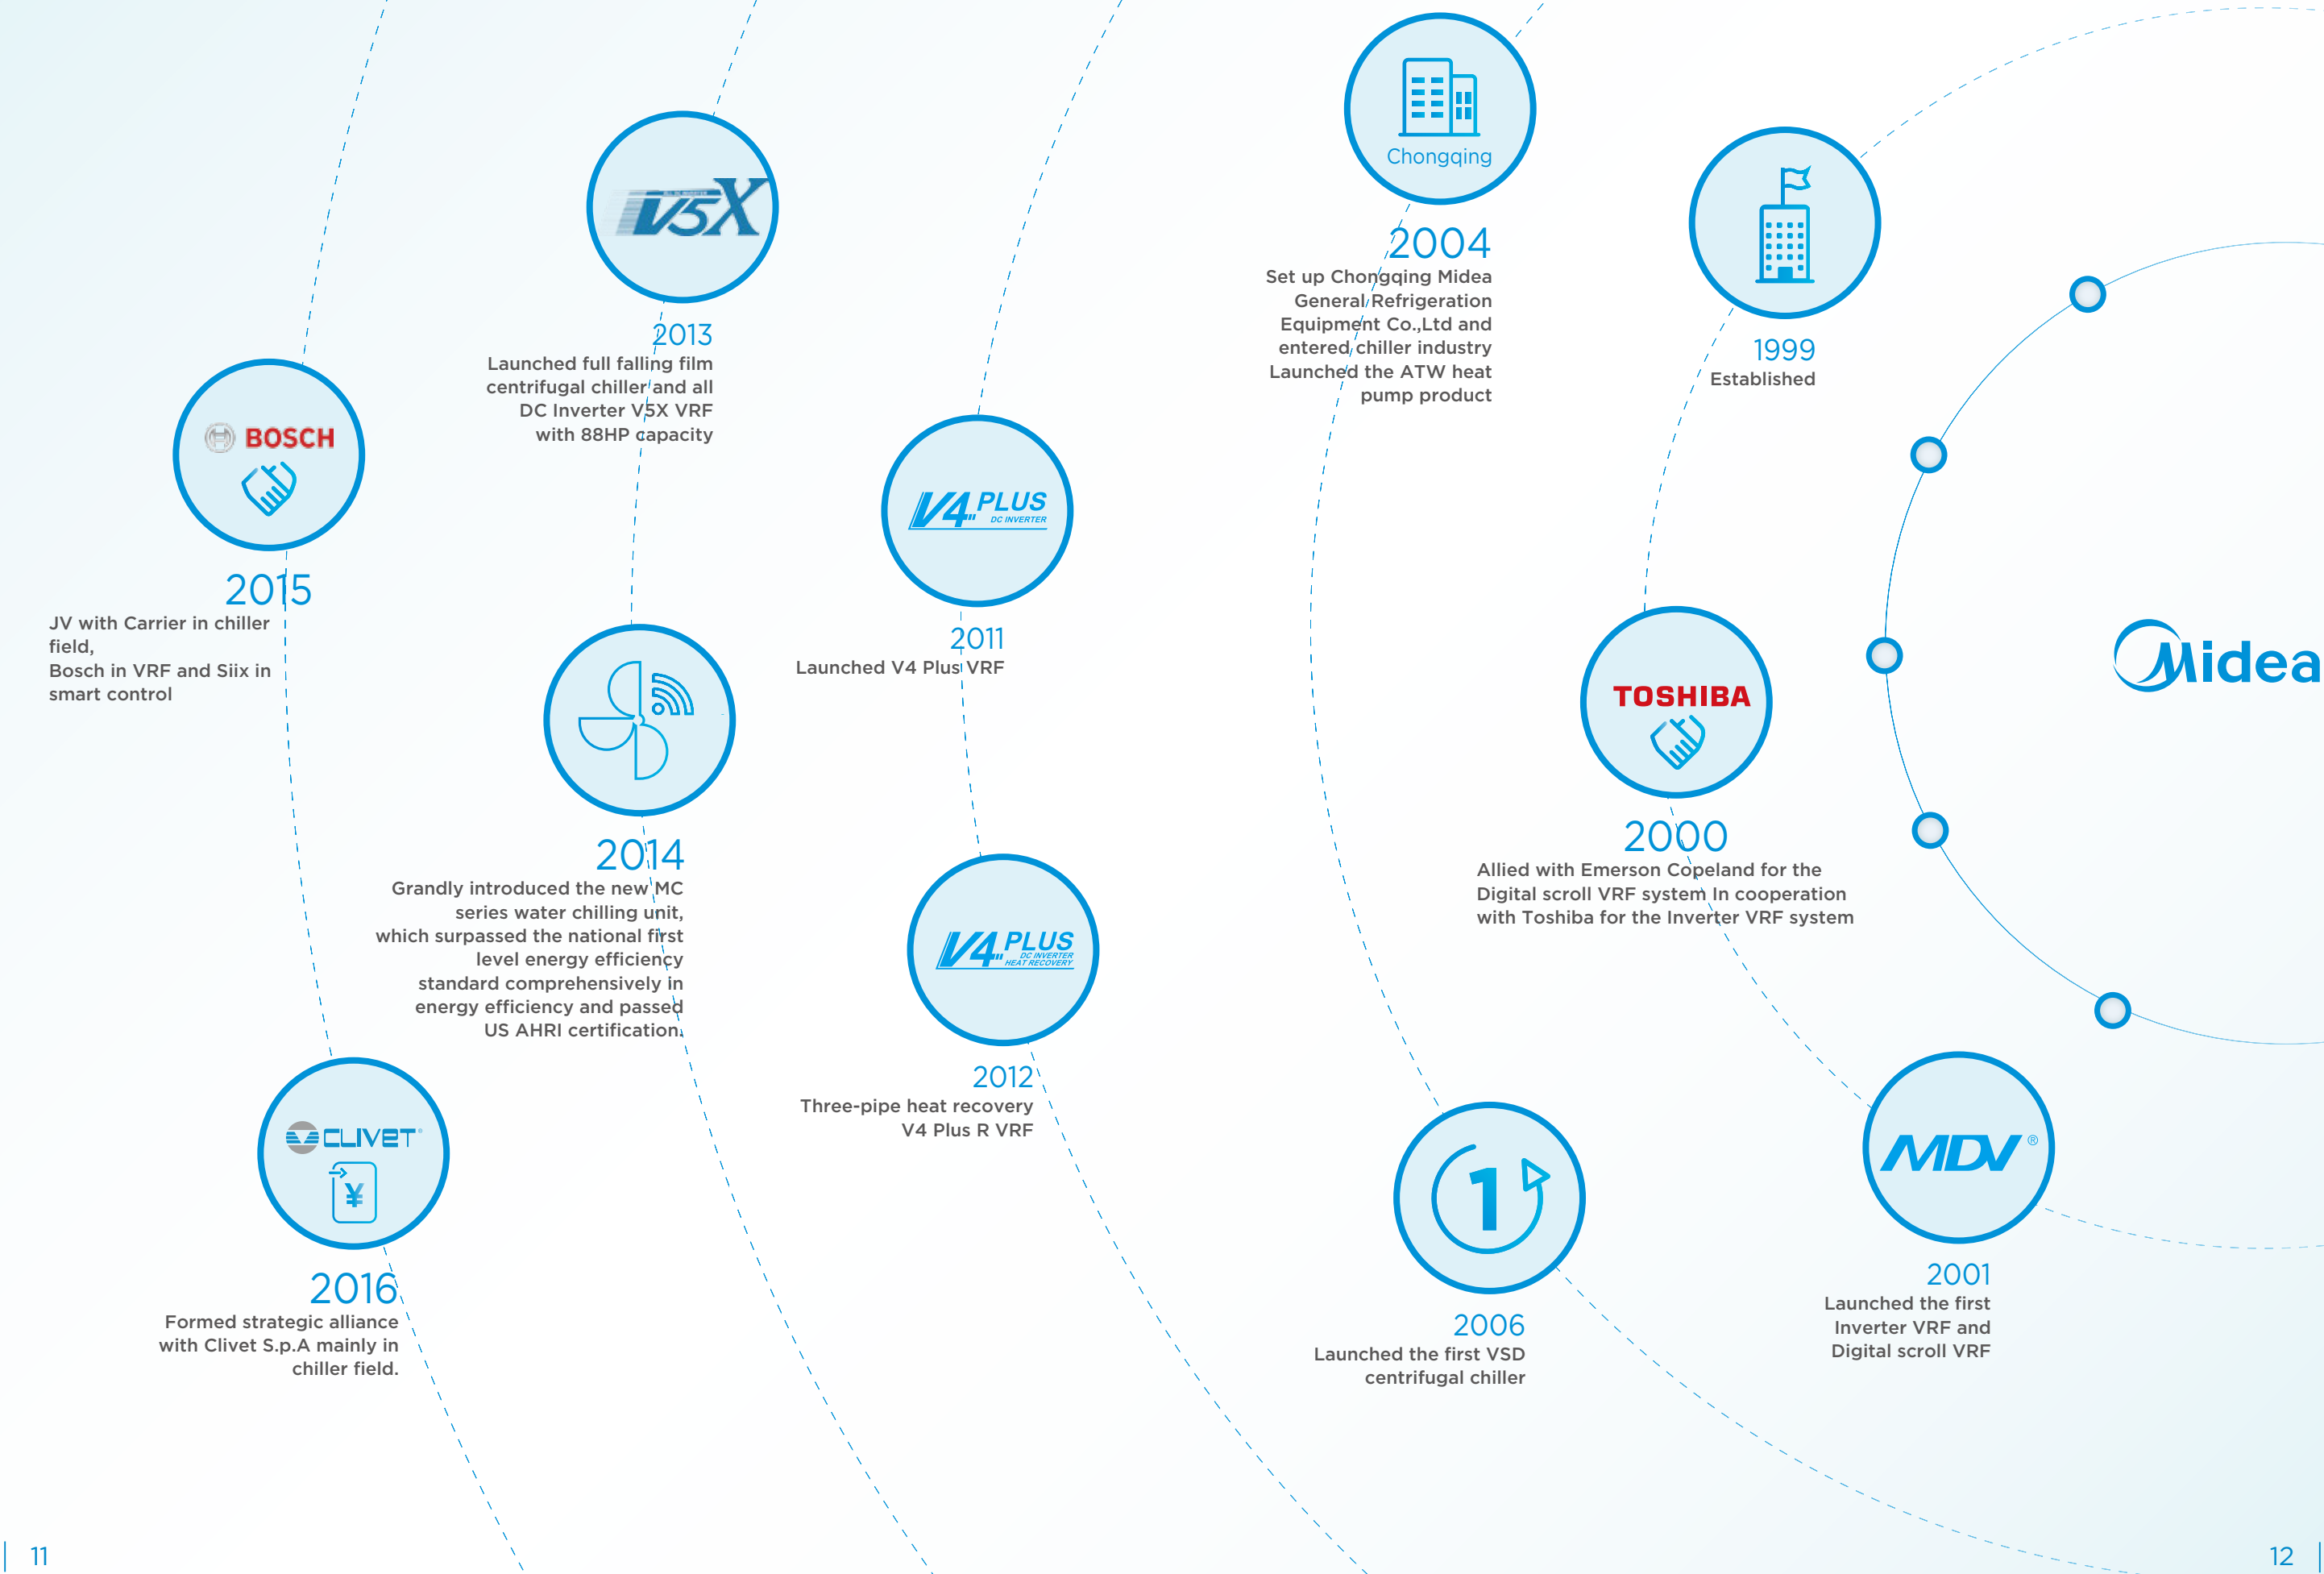 Chongqing
2004
Set up Chongqing Midea
General Refrigeration
Equipment Co.,Ltd and
entered chiller industry
Launched the ATW heat
pump product
1999
Established
V5X
2013
Launched full falling film
centrifugal chiller and all
DC Inverter V5X VRF
with 88HP capacity
BOSCH
2015
JV with Carrier in chiller
field,
Bosch in VRF and Siix in
smart control
V4 PLUS
DC INVERTER
2011
Launched V4 Plus VRF
Midea
TOSHIBA
2000
Allied with Emerson Copeland for the
Digital scroll VRF system In cooperation
with Toshiba for the Inverter VRF system
2014
Grandly introduced the new MC
series water chilling unit,
which surpassed the national first
level energy efficiency
standard comprehensively in
energy efficiency and passed
US AHRI certification.
V4 PLUS
DC INVERTER
HEAT RECOVERY
2012
Three-pipe heat recovery
V4 Plus R VRF
CLIVET®
¥
2016
Formed strategic alliance
with Clivet S.p.A mainly in
chiller field.
1
2006
Launched the first VSD
centrifugal chiller
MDV®
2001
Launched the first
Inverter VRF and
Digital scroll VRF
11
12